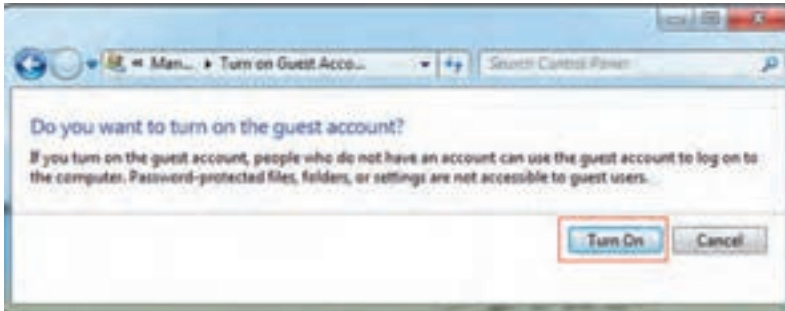 « Man... ▸ Turn on Guest Acco...
Search Control Panel
Do you want to turn on the guest account?
If you turn on the guest account, people who do not have an account can use the guest account to log on to
the computer. Password-protected files, folders, or settings are not accessible to guest users.
Turn On
Cancel